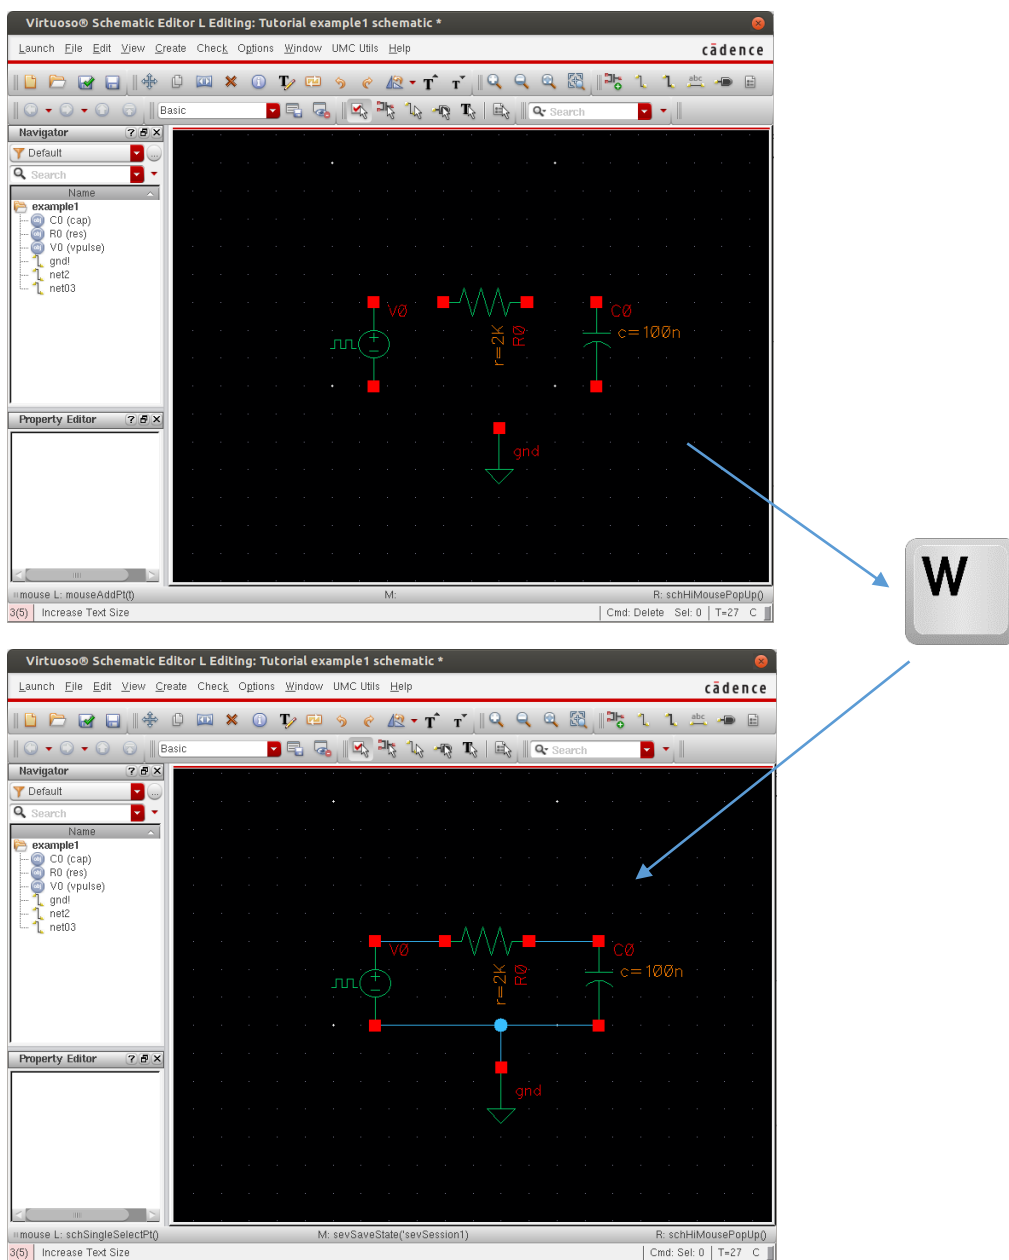 Virtuoso® Schematic Editor L Editing: Tutorial example1 schematic *
Launch File Edit View Create Check Options Window UMC Utils Help
cādence
abc
Basic
Search
Navigator
Default
Search
Name
example1
C0 (cap)
R0 (res)
V0 (vpulse)
gnd!
net2
net03
V0
r=2K
R0
C0
c=100n
gnd
Property Editor
mouse L: mouseAddPt(t) M: R: schHiMousePopUp()
3(5) Increase Text Size Cmd: Delete Sel: 0 T=27 C
W
Virtuoso® Schematic Editor L Editing: Tutorial example1 schematic *
Launch File Edit View Create Check Options Window UMC Utils Help
cādence
abc
Basic
Search
Navigator
Default
Search
Name
example1
C0 (cap)
R0 (res)
V0 (vpulse)
gnd!
net2
net03
V0
r=2K
R0
C0
c=100n
gnd
Property Editor
mouse L: schSingleSelectPt() M: sevSaveState('sevSession1) R: schHiMousePopUp()
3(5) Increase Text Size Cmd: Sel: 0 T=27 C